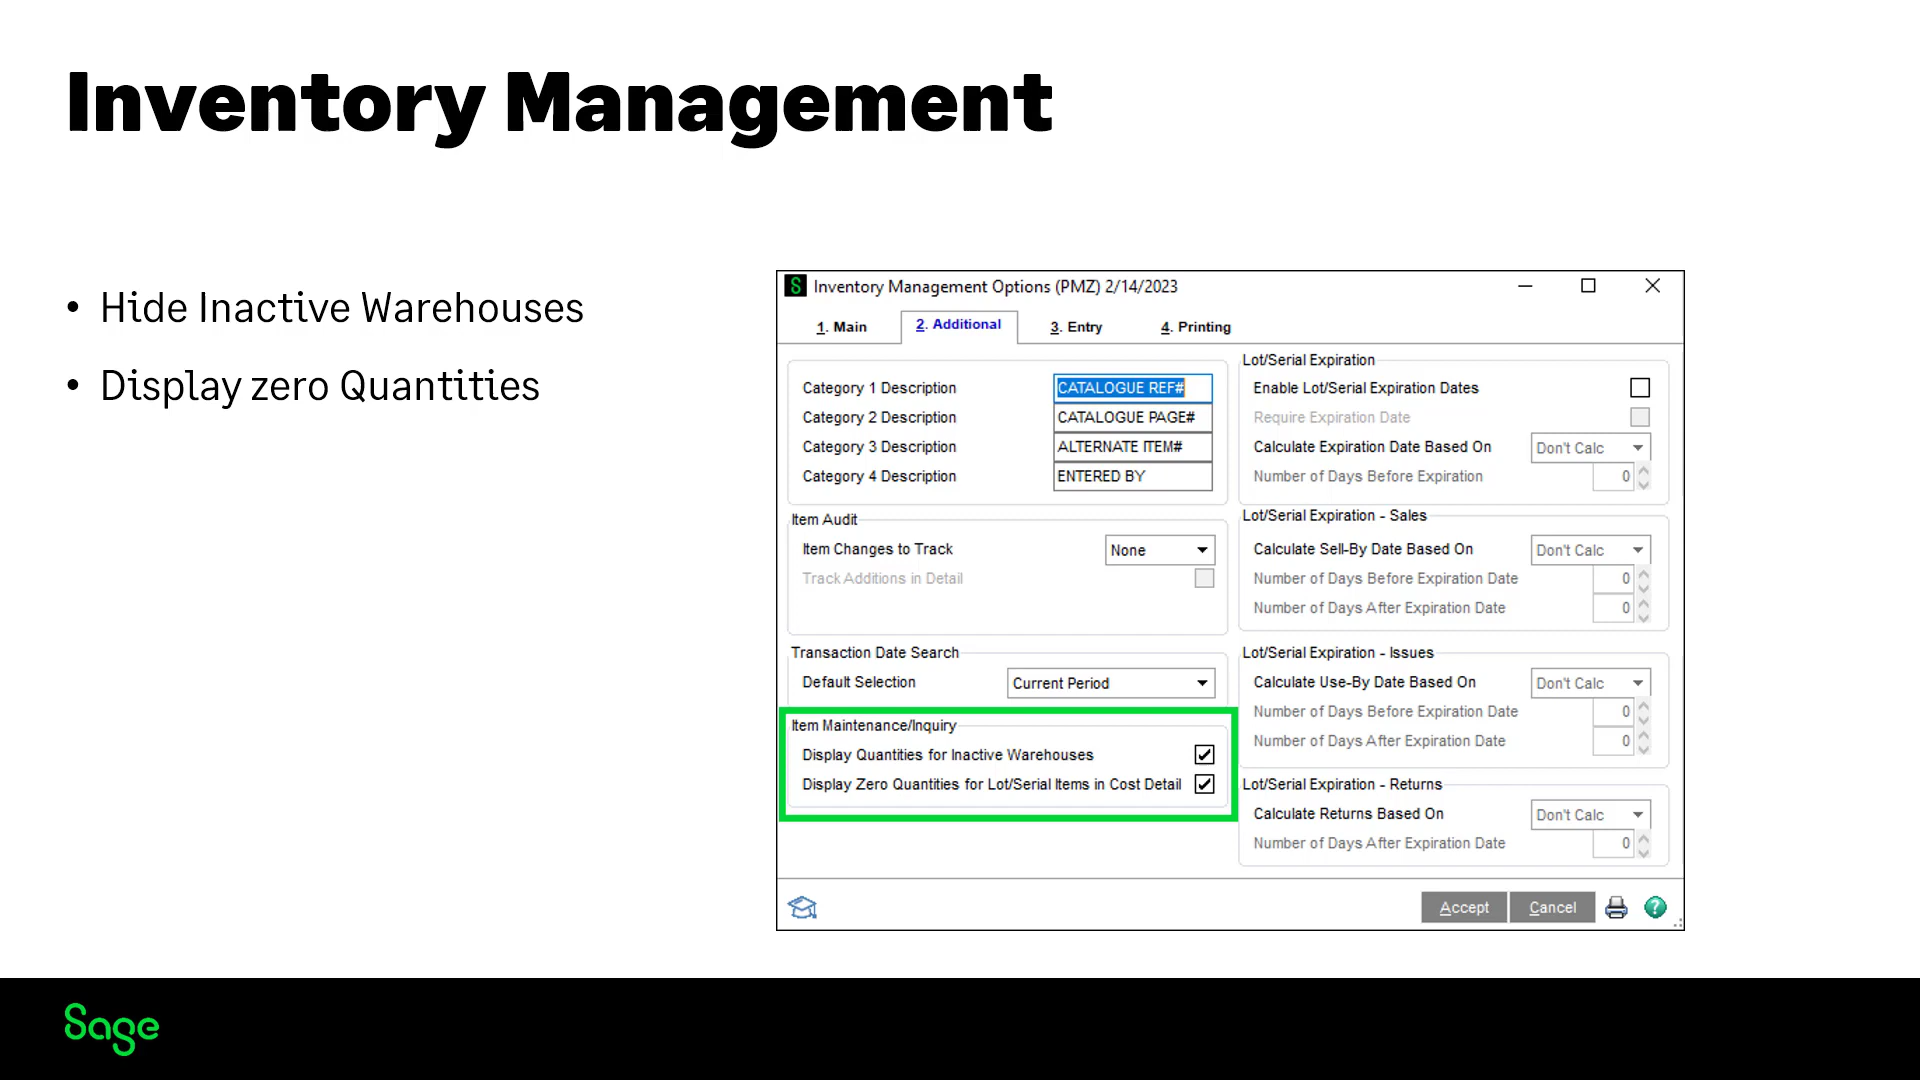 Inventory Management
• Hide Inactive Warehouses
• Display zero Quantities
S Inventory Management Options (PMZ) 2/14/2023
1. Main 2. Additional 3. Entry 4. Printing
Category 1 Description CATALOGUE REF#
Category 2 Description CATALOGUE PAGE#
Category 3 Description ALTERNATE ITEM#
Category 4 Description ENTERED BY
Item Audit
Item Changes to Track None
Track Additions in Detail
Transaction Date Search
Default Selection Current Period
Item Maintenance/Inquiry
Display Quantities for Inactive Warehouses
Display Zero Quantities for Lot/Serial Items in Cost Detail
Lot/Serial Expiration
Enable Lot/Serial Expiration Dates
Require Expiration Date
Calculate Expiration Date Based On Don't Calc
Number of Days Before Expiration 0
Lot/Serial Expiration - Sales
Calculate Sell-By Date Based On Don't Calc
Number of Days Before Expiration Date 0
Number of Days After Expiration Date 0
Lot/Serial Expiration - Issues
Calculate Use-By Date Based On Don't Calc
Number of Days Before Expiration Date 0
Number of Days After Expiration Date 0
Lot/Serial Expiration - Returns
Calculate Returns Based On Don't Calc
Number of Days After Expiration Date 0
Accept Cancel ?
Sage